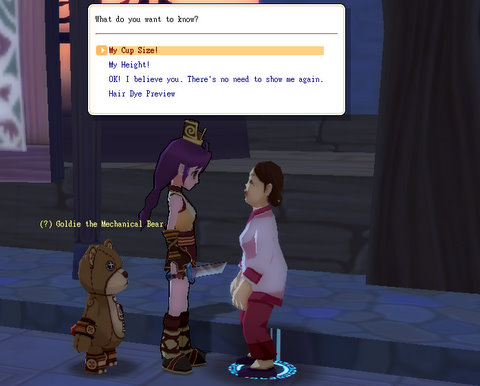 What do you want to know?
My Cup Size!
My Height!
OK! I believe you. There's no need to show me again.
Hair Dye Preview
(?) Goldie the Mechanical Bear